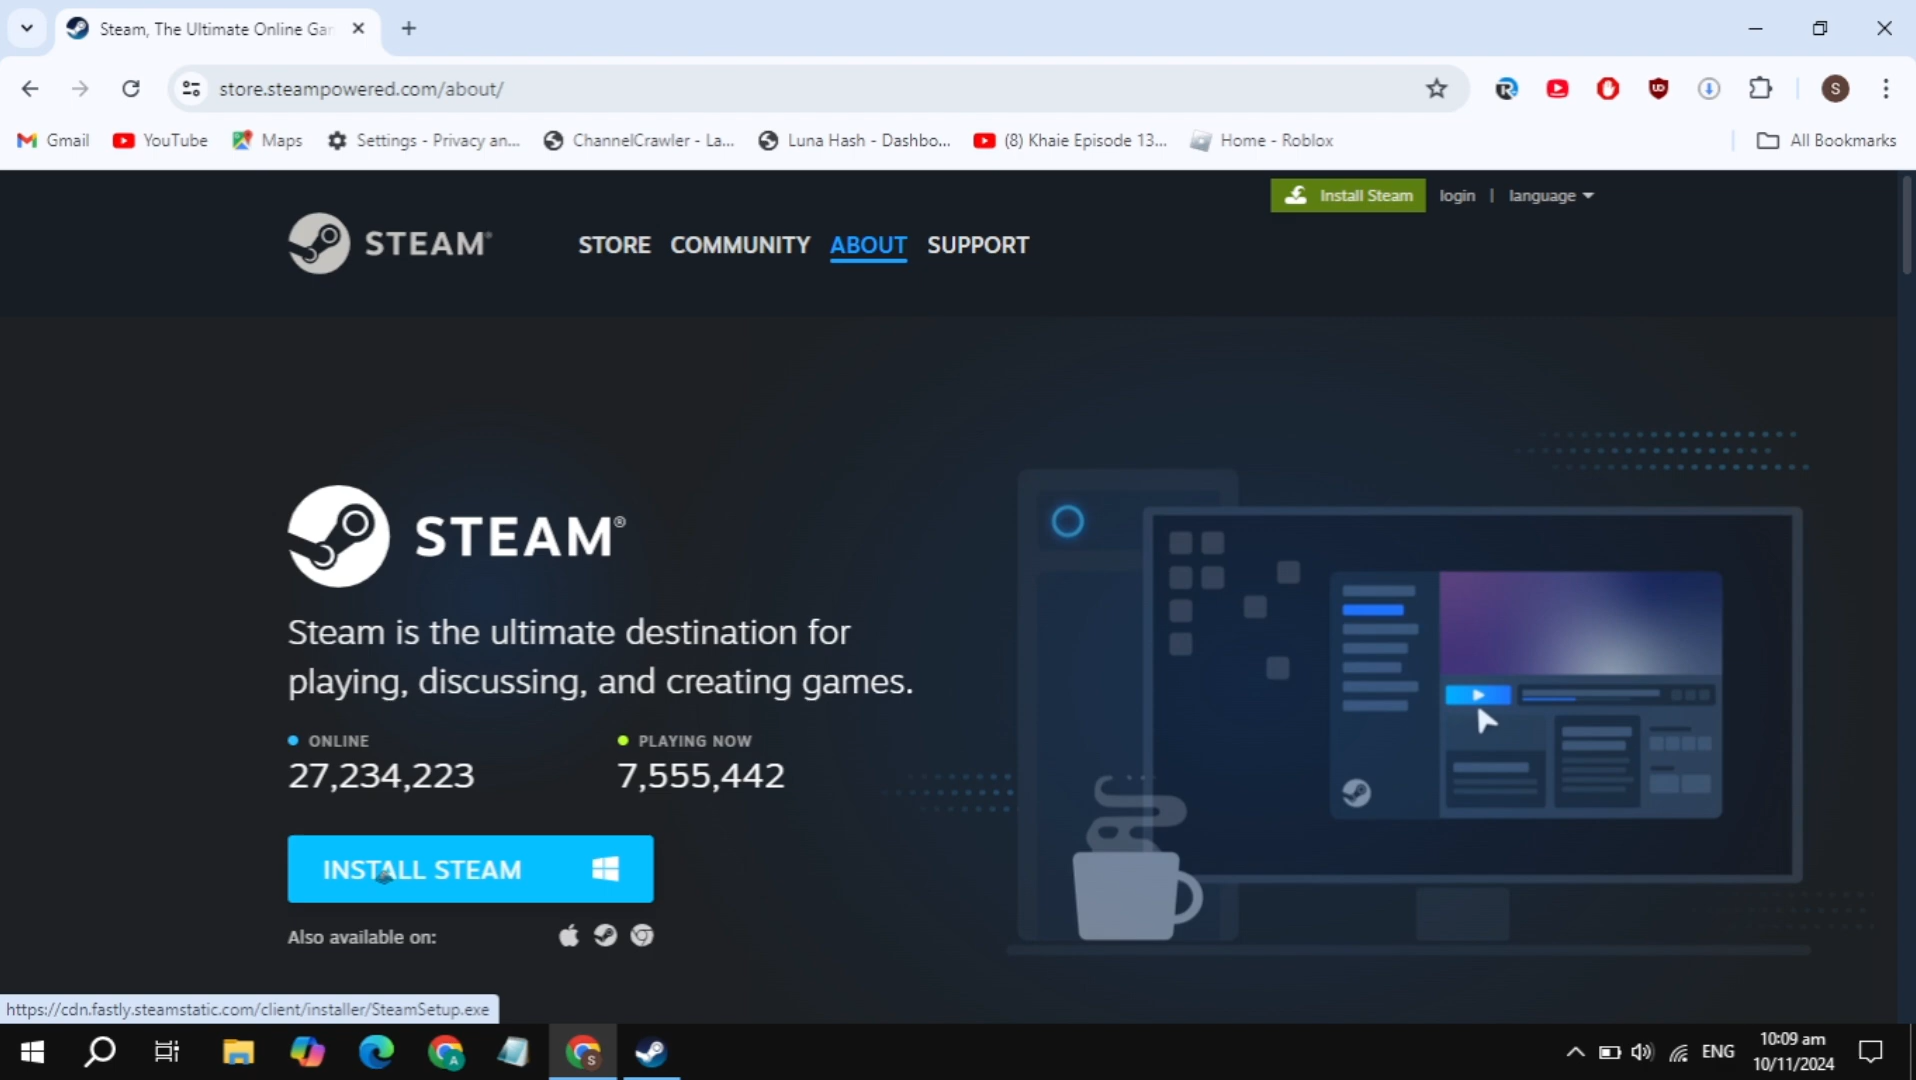 Steam, The Ultimate Online Gar
store.steampowered.com/about/
S
Gmail
YouTube
Maps
Settings - Privacy an...
ChannelCrawler - La...
Luna Hash - Dashbo...
(8) Khaie Episode 13...
Home - Roblox
All Bookmarks
Install Steam
login | language
STEAM®
STORE COMMUNITY ABOUT SUPPORT
STEAM®
Steam is the ultimate destination for
playing, discussing, and creating games.
ONLINE
27,234,223
PLAYING NOW
7,555,442
INSTALL STEAM
Also available on:
https://cdn.fastly.steamstatic.com/client/installer/SteamSetup.exe
A
S
ENG
10:09 am
10/11/2024